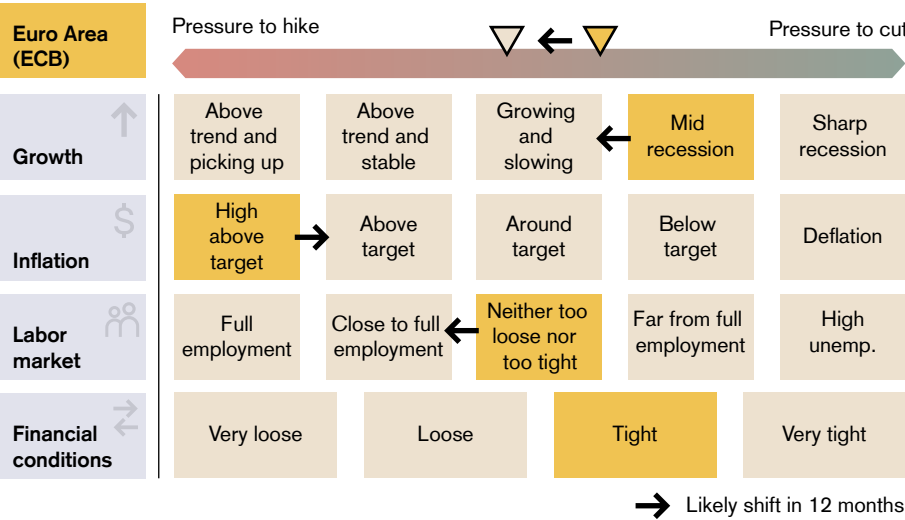 Euro Area
(ECB)
Pressure to hike
Pressure to cut
Growth
Above
trend and
picking up
Above
trend and
stable
Growing
and
slowing
Mid
recession
Sharp
recession
Inflation
High
above
target
Above
target
Around
target
Below
target
Deflation
Labor
market
Full
employment
Close to full
employment
Neither too
loose nor
too tight
Far from full
employment
High
unemp.
Financial
conditions
Very loose
Loose
Tight
Very tight
Likely shift in 12 months